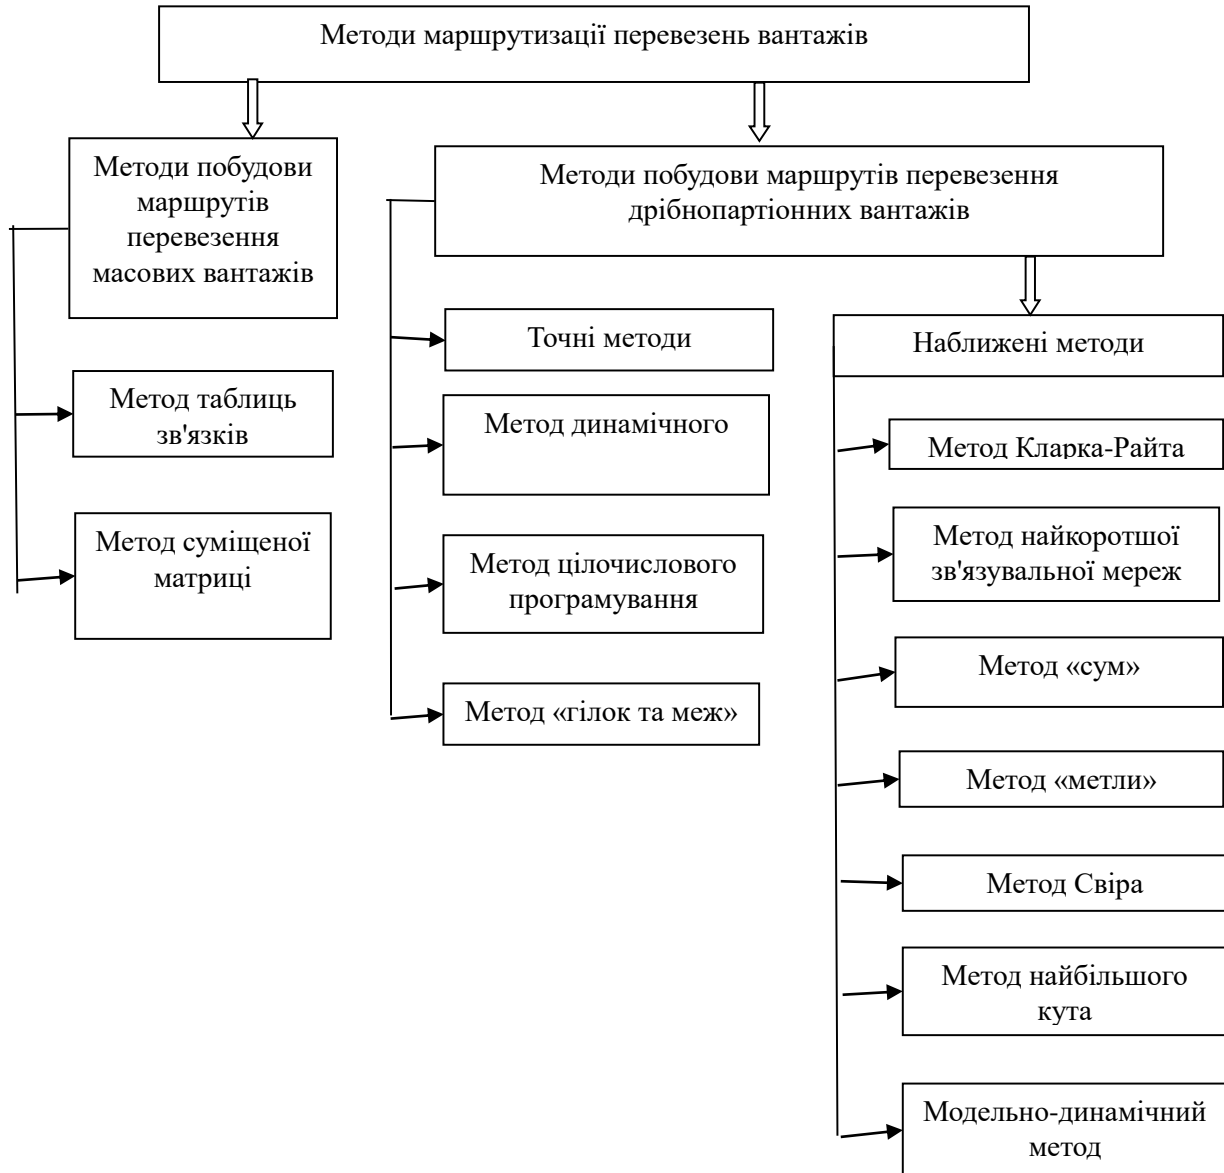 Методи маршрутизації перевезень вантажів
Методи побудови
маршрутів
перевезення
масових вантажів
Метод таблиць
зв'язків
Метод суміщеної
матриці
Методи побудови маршрутів перевезення
дрібнопартіонних вантажів
Точні методи
Метод динамічного
Метод цілочислового
програмування
Метод «гілок та меж»
Наближені методи
Метод Кларка-Райта
Метод найкоротшої
зв'язувальної мереж
Метод «сум»
Метод «метли»
Метод Свіра
Метод найбільшого
кута
Модельно-динамічний
метод